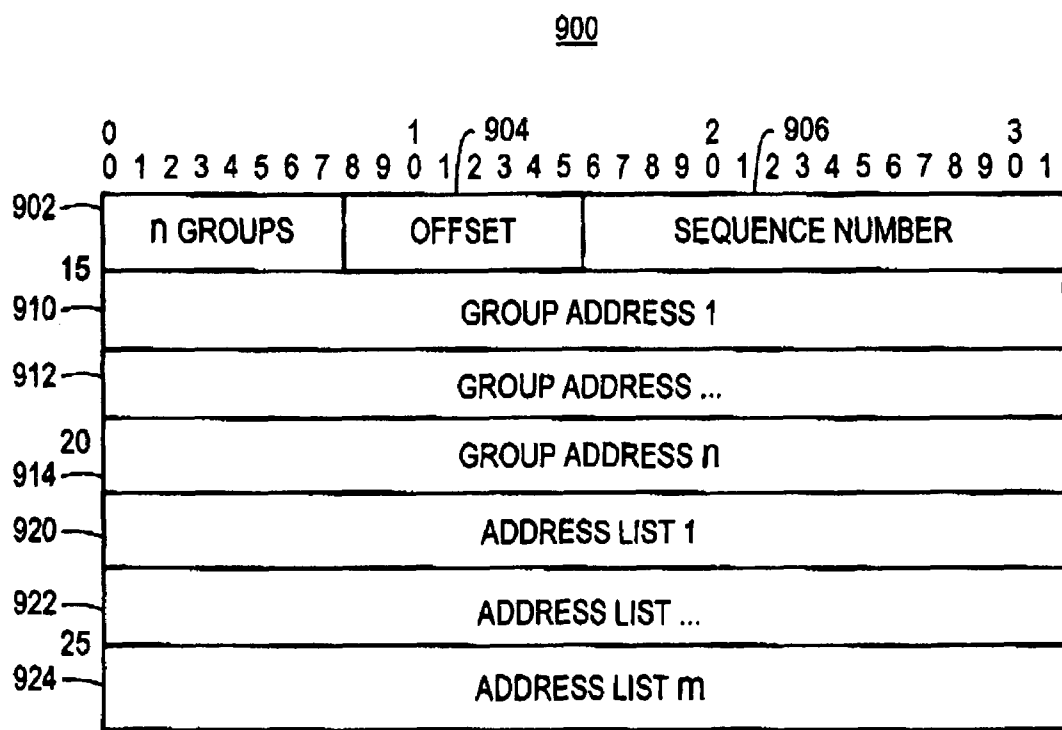 900
0 1 904 2 906 3
0 1 2 3 4 5 6 7 8 9 0 1 2 3 4 5 6 7 8 9 0 1 2 3 4 5 6 7 8 9 0 1
902 n GROUPS OFFSET SEQUENCE NUMBER
15
910 GROUP ADDRESS 1
912 GROUP ADDRESS ...
20
914 GROUP ADDRESS n
920 ADDRESS LIST 1
922 ADDRESS LIST ...
25
924 ADDRESS LIST m